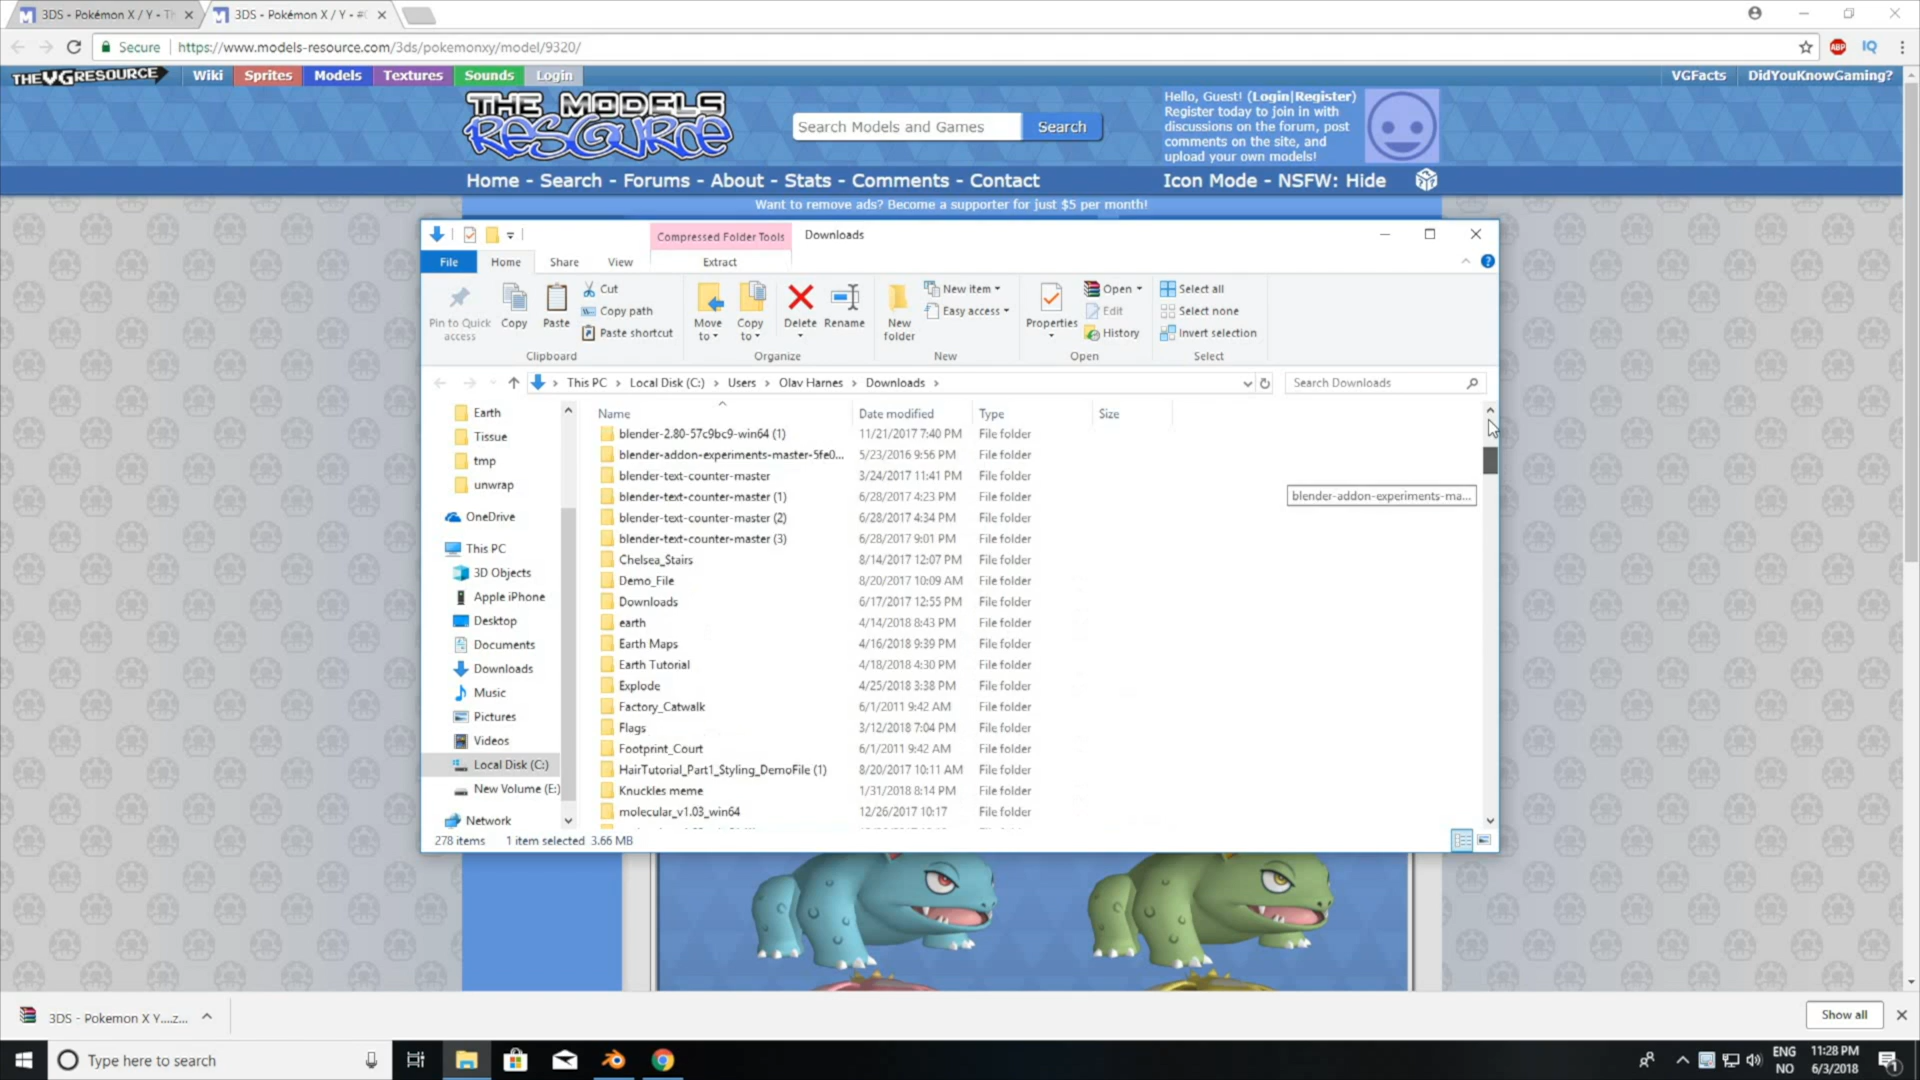 3DS - Pokémon X / Y - Th
3DS - Pokémon X / Y - #
Secure
https://www.models-resource.com/3ds/pokemonxy/model/9320/
ABP
IQ
THE VG RESOURCE
Wiki
Sprites
Models
Textures
Sounds
Login
VGFacts
DidYouKnowGaming?
THE MODELS
RESOURCE
Search Models and Games
Search
Hello, Guest! (Login|Register)
Register today to join in with
discussions on the forum, post
comments on the site, and
upload your own models!
Home - Search - Forums - About - Stats - Comments - Contact
Icon Mode - NSFW: Hide
Want to remove ads? Become a supporter for just $5 per month!
Compressed Folder Tools
Downloads
File
Home
Share
View
Extract
Pin to Quick
access
Copy
Paste
Cut
Copy path
Paste shortcut
Clipboard
Move
to
Copy
to
Delete
Rename
Organize
New
folder
New item
Easy access
New
Properties
Open
Edit
History
Open
Select all
Select none
Invert selection
Select
This PC > Local Disk (C:) > Users > Olav Harnes > Downloads >
Search Downloads
Earth
Tissue
tmp
unwrap
OneDrive
This PC
3D Objects
Apple iPhone
Desktop
Documents
Downloads
Music
Pictures
Videos
Local Disk (C:)
New Volume (E:)
Network
Name Date modified Type Size
blender-2.80-57c9bc9-win64 (1) 11/21/2017 7:40 PM File folder
blender-addon-experiments-master-5fe0... 5/23/2016 9:56 PM File folder
blender-text-counter-master 3/24/2017 11:41 PM File folder
blender-text-counter-master (1) 6/28/2017 4:23 PM File folder
blender-text-counter-master (2) 6/28/2017 4:34 PM File folder
blender-text-counter-master (3) 6/28/2017 9:01 PM File folder
Chelsea_Stairs 8/14/2017 12:07 PM File folder
Demo_File 8/20/2017 10:09 AM File folder
Downloads 6/17/2017 12:55 PM File folder
earth 4/14/2018 8:43 PM File folder
Earth Maps 4/16/2018 9:39 PM File folder
Earth Tutorial 4/18/2018 4:30 PM File folder
Explode 4/25/2018 3:38 PM File folder
Factory_Catwalk 6/1/2011 9:42 AM File folder
Flags 3/12/2018 7:04 PM File folder
Footprint_Court 6/1/2011 9:42 AM File folder
HairTutorial_Part1_Styling_DemoFile (1) 8/20/2017 10:11 AM File folder
Knuckles meme 1/31/2018 8:14 PM File folder
molecular_v1.03_win64 12/26/2017 10:17 File folder
blender-addon-experiments-ma...
278 items 1 item selected 3.66 MB
3DS - Pokemon X Y....z...
Show all
Type here to search
ENG
NO
11:28 PM
6/3/2018
1